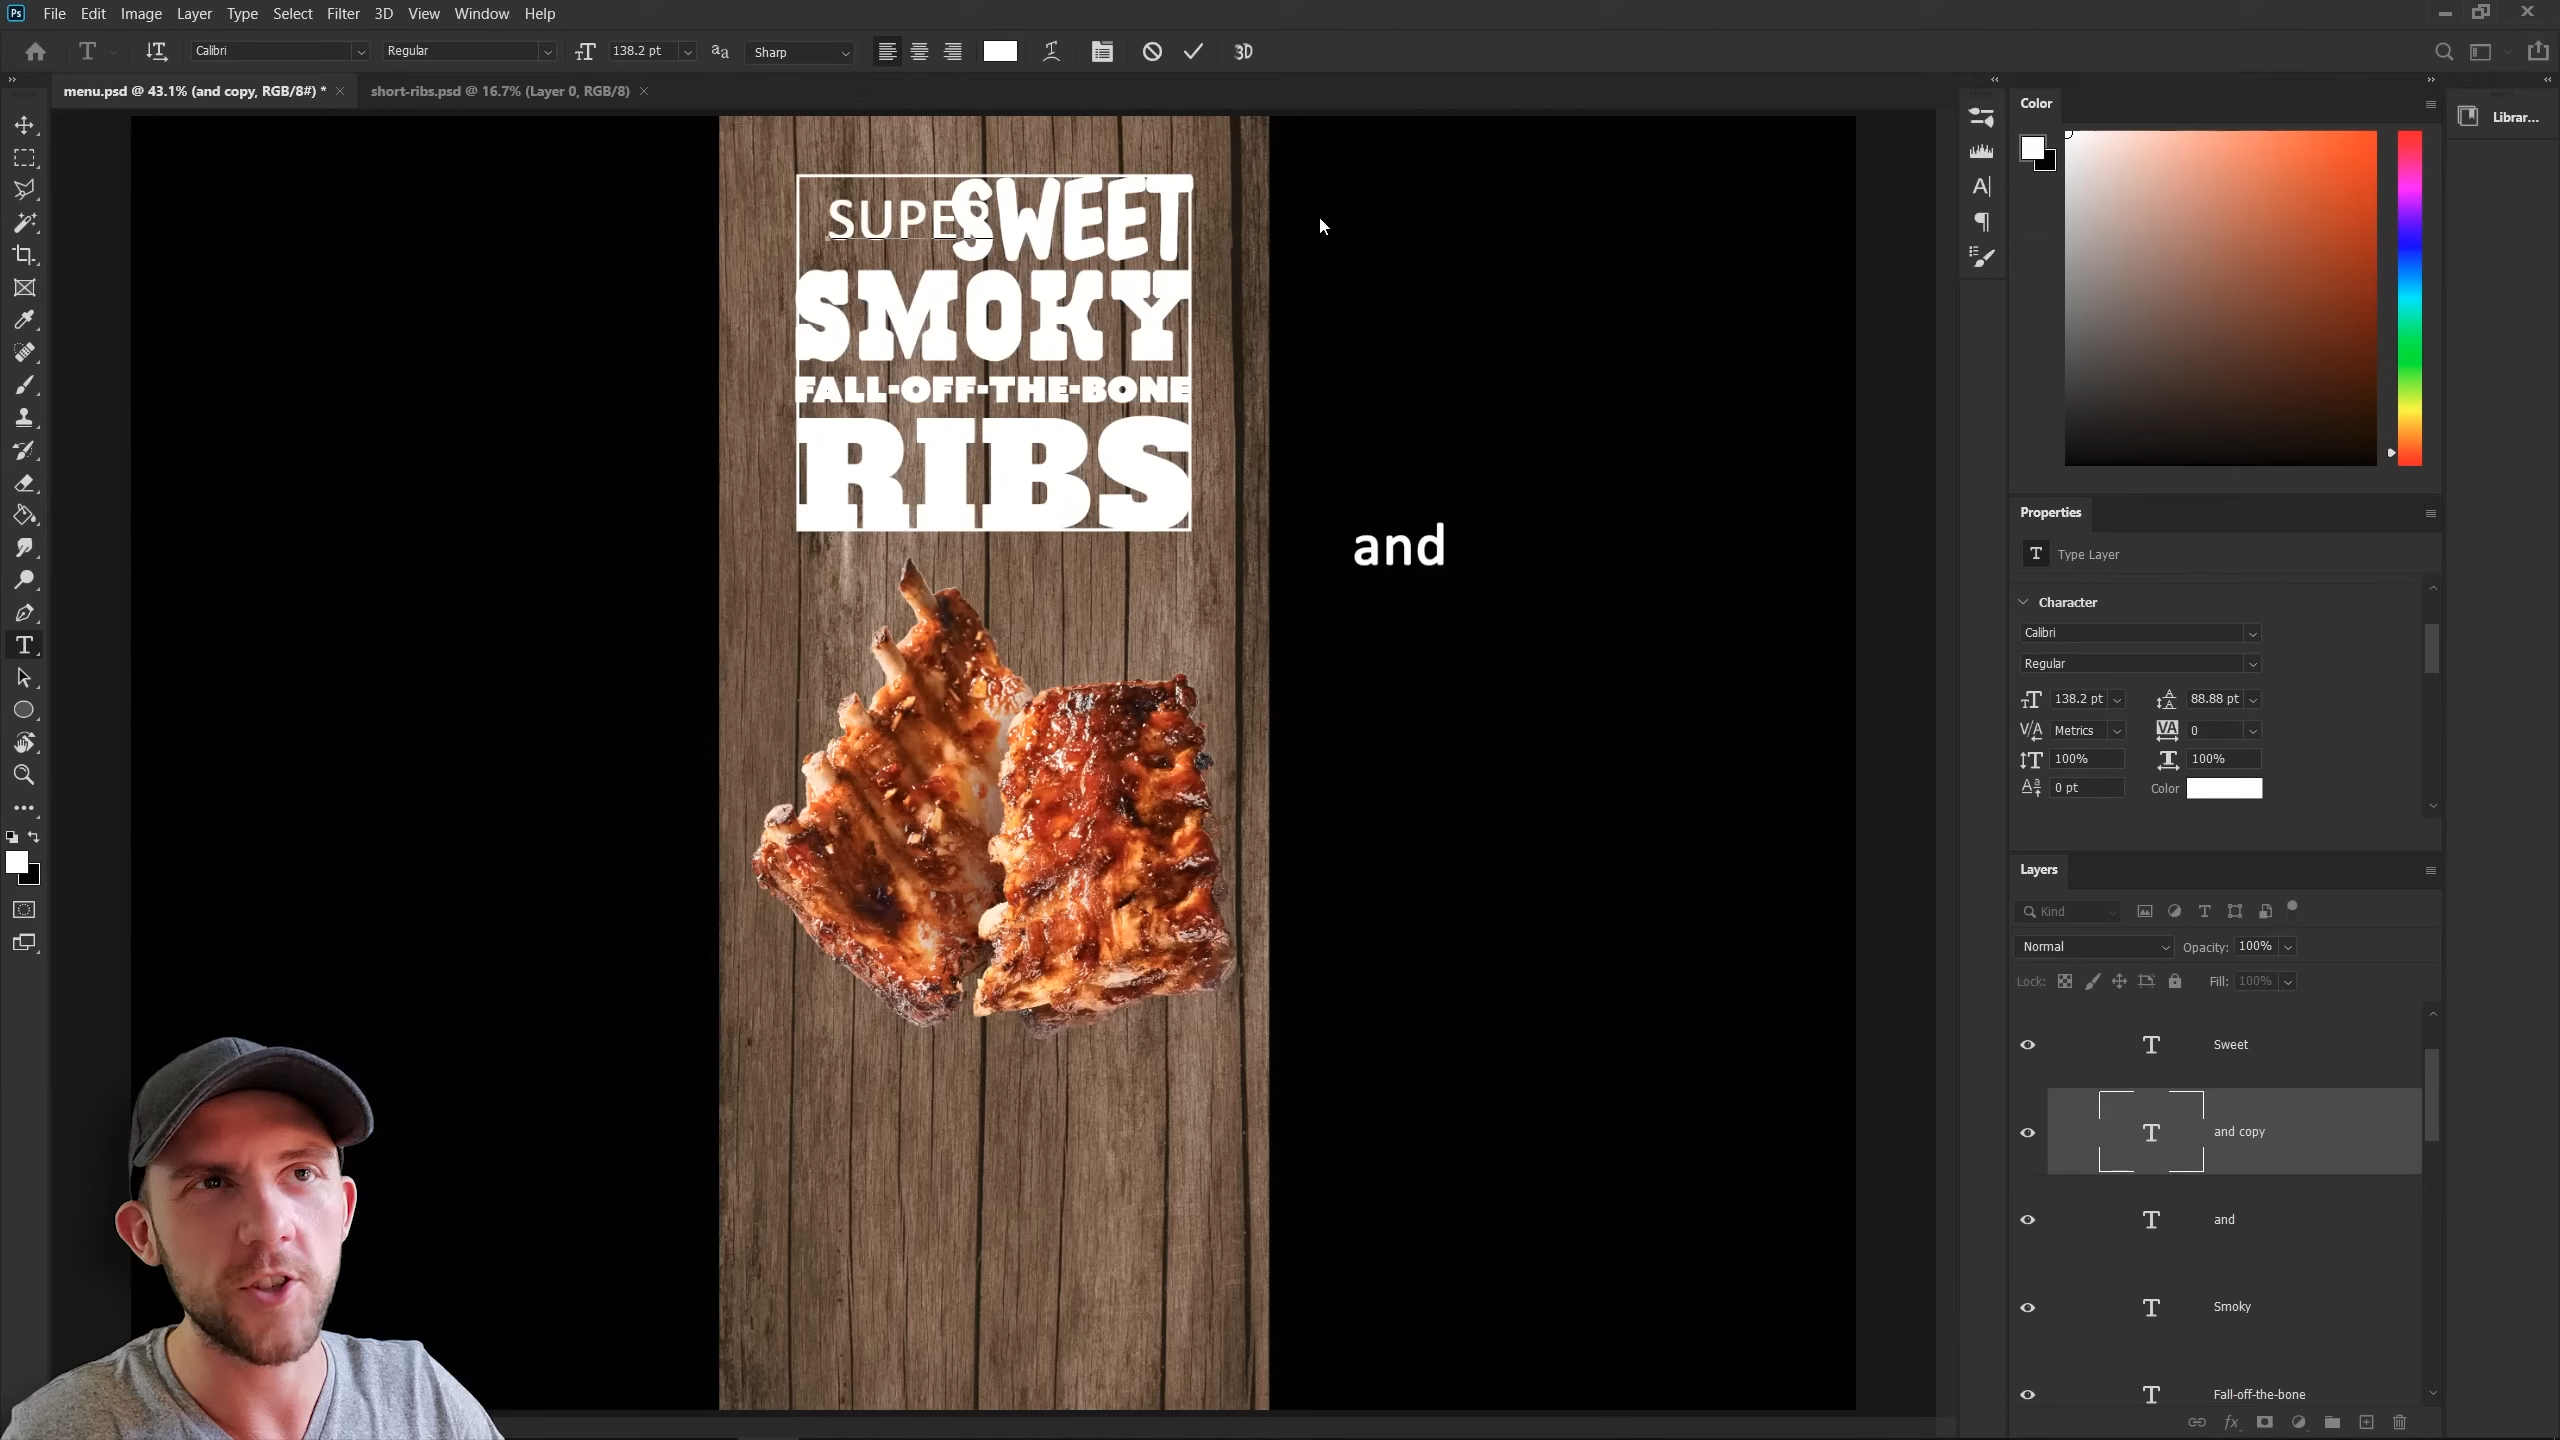 Ps File Edit Image Layer Type Select Filter 3D View Window Help
Calibri Regular 138.2 pt Sharp 3D
menu.psd @ 43.1% (and copy, RGB/8#) * short-ribs.psd @ 16.7% (Layer 0, RGB/8)
SUPER SWEET
SMOKY
FALL-OFF-THE-BONE
RIBS
and
Color
Librar...
Properties
Type Layer
Character
Calibri
Regular
138.2 pt 88.88 pt
Metrics 0
100% 100%
0 pt Color
Layers
Kind
Normal Opacity: 100%
Lock: Fill: 100%
Sweet
and copy
and
Smoky
Fall-off-the-bone
fx